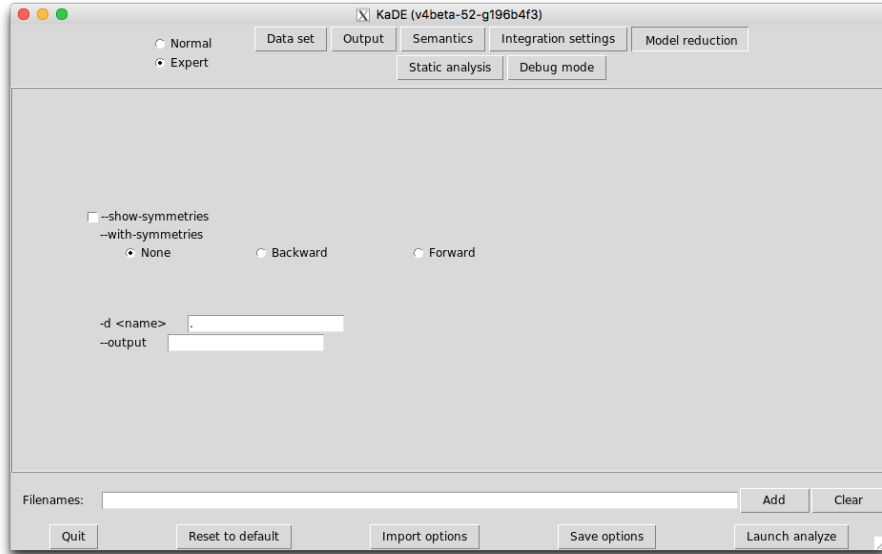 KaDE (v4beta-52-g196b4f3)
Normal
Expert
Data set Output Semantics Integration settings Model reduction
Static analysis Debug mode
--show-symmetries
--with-symmetries
None Backward Forward
-d <name> .
--output
Filenames: Add Clear
Quit Reset to default Import options Save options Launch analyze